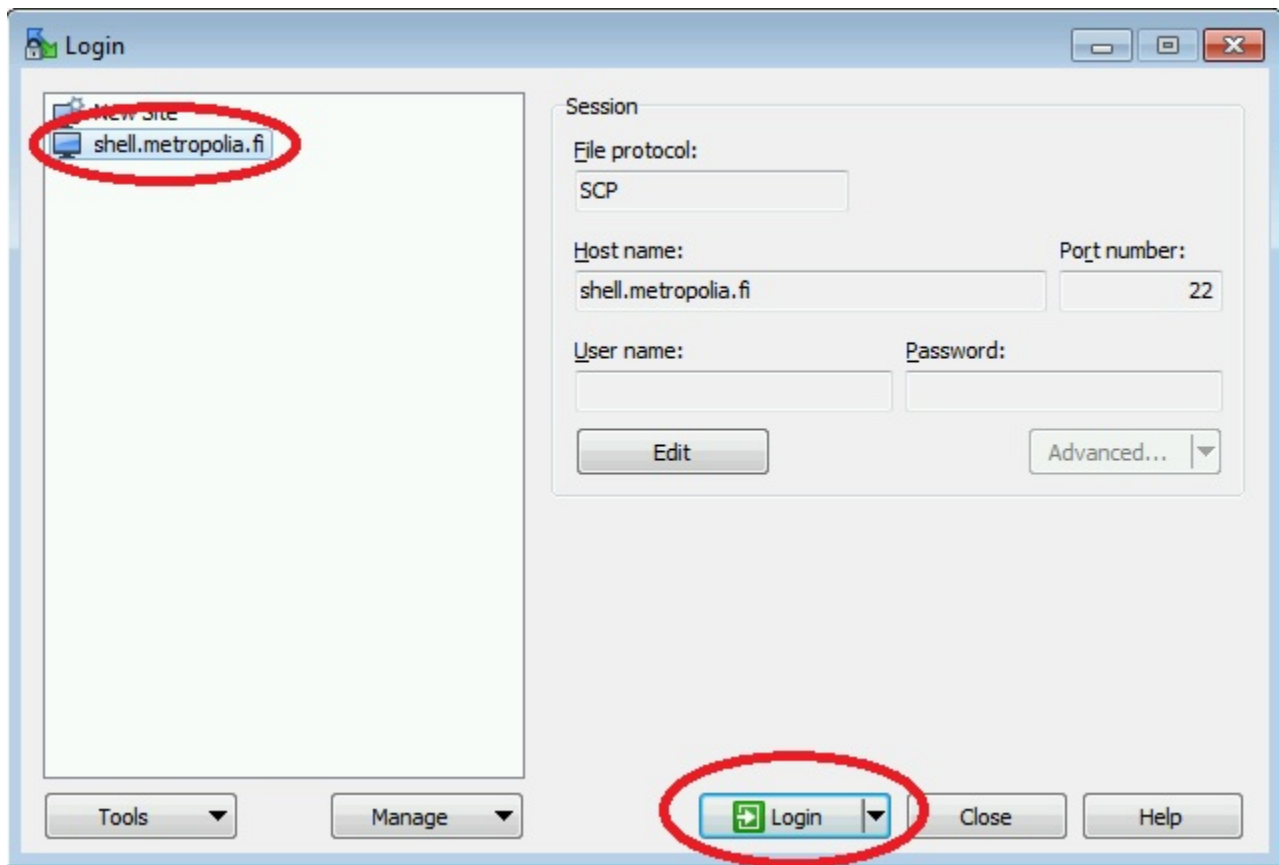 Login
New Site
shell.metropolia.fi
Session
File protocol:
SCP
Host name:
Port number:
shell.metropolia.fi
22
User name:
Password:
Edit
Advanced...
Tools
Manage
Login
Close
Help